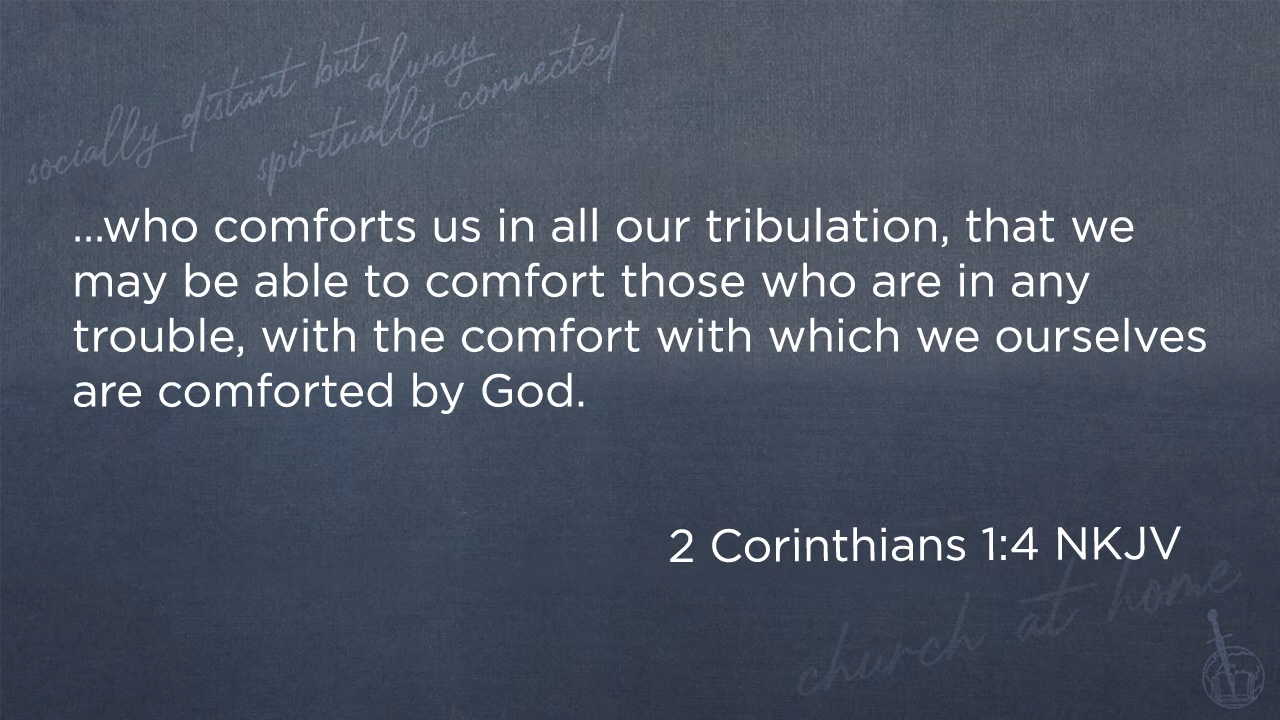 socially distant but always
spiritually connected
...who comforts us in all our tribulation, that we
may be able to comfort those who are in any
trouble, with the comfort with which we ourselves
are comforted by God.
2 Corinthians 1:4 NKJV
church at home